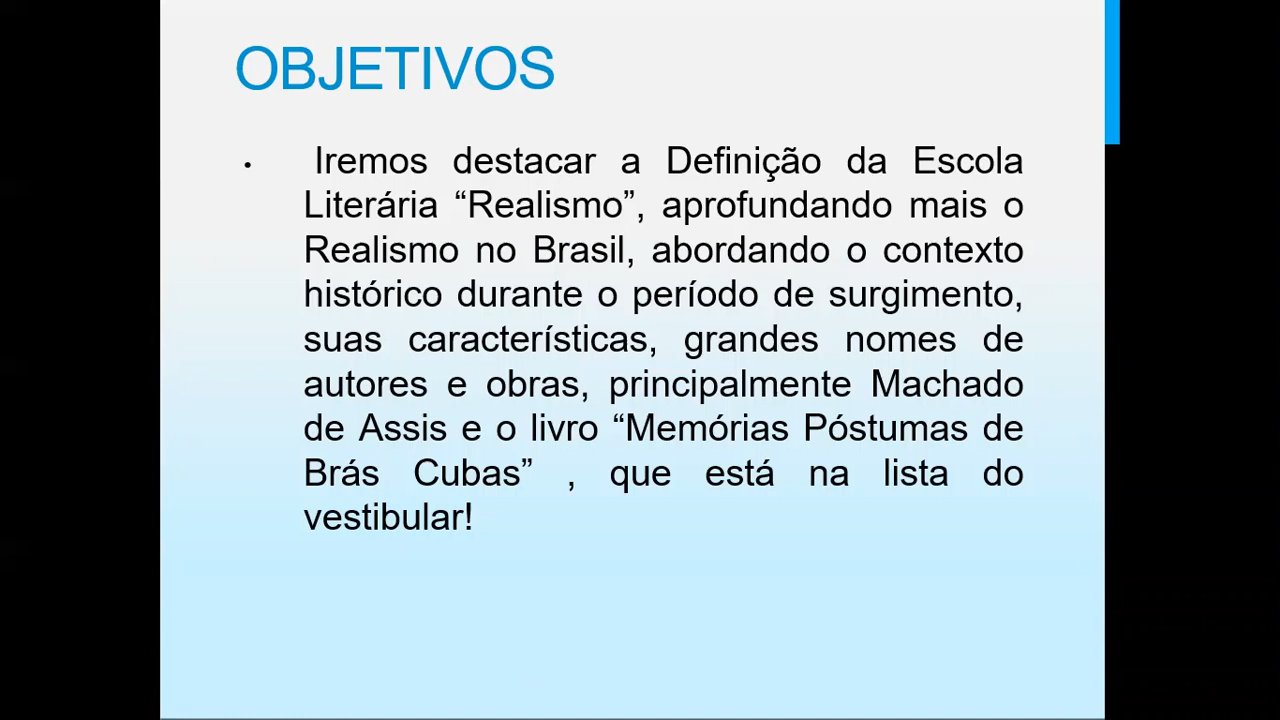 OBJETIVOS
• Iremos destacar a Definição da Escola
Literária “Realismo”, aprofundando mais o
Realismo no Brasil, abordando o contexto
histórico durante o período de surgimento,
suas características, grandes nomes de
autores e obras, principalmente Machado
de Assis e o livro “Memórias Póstumas de
Brás Cubas” , que está na lista do
vestibular!